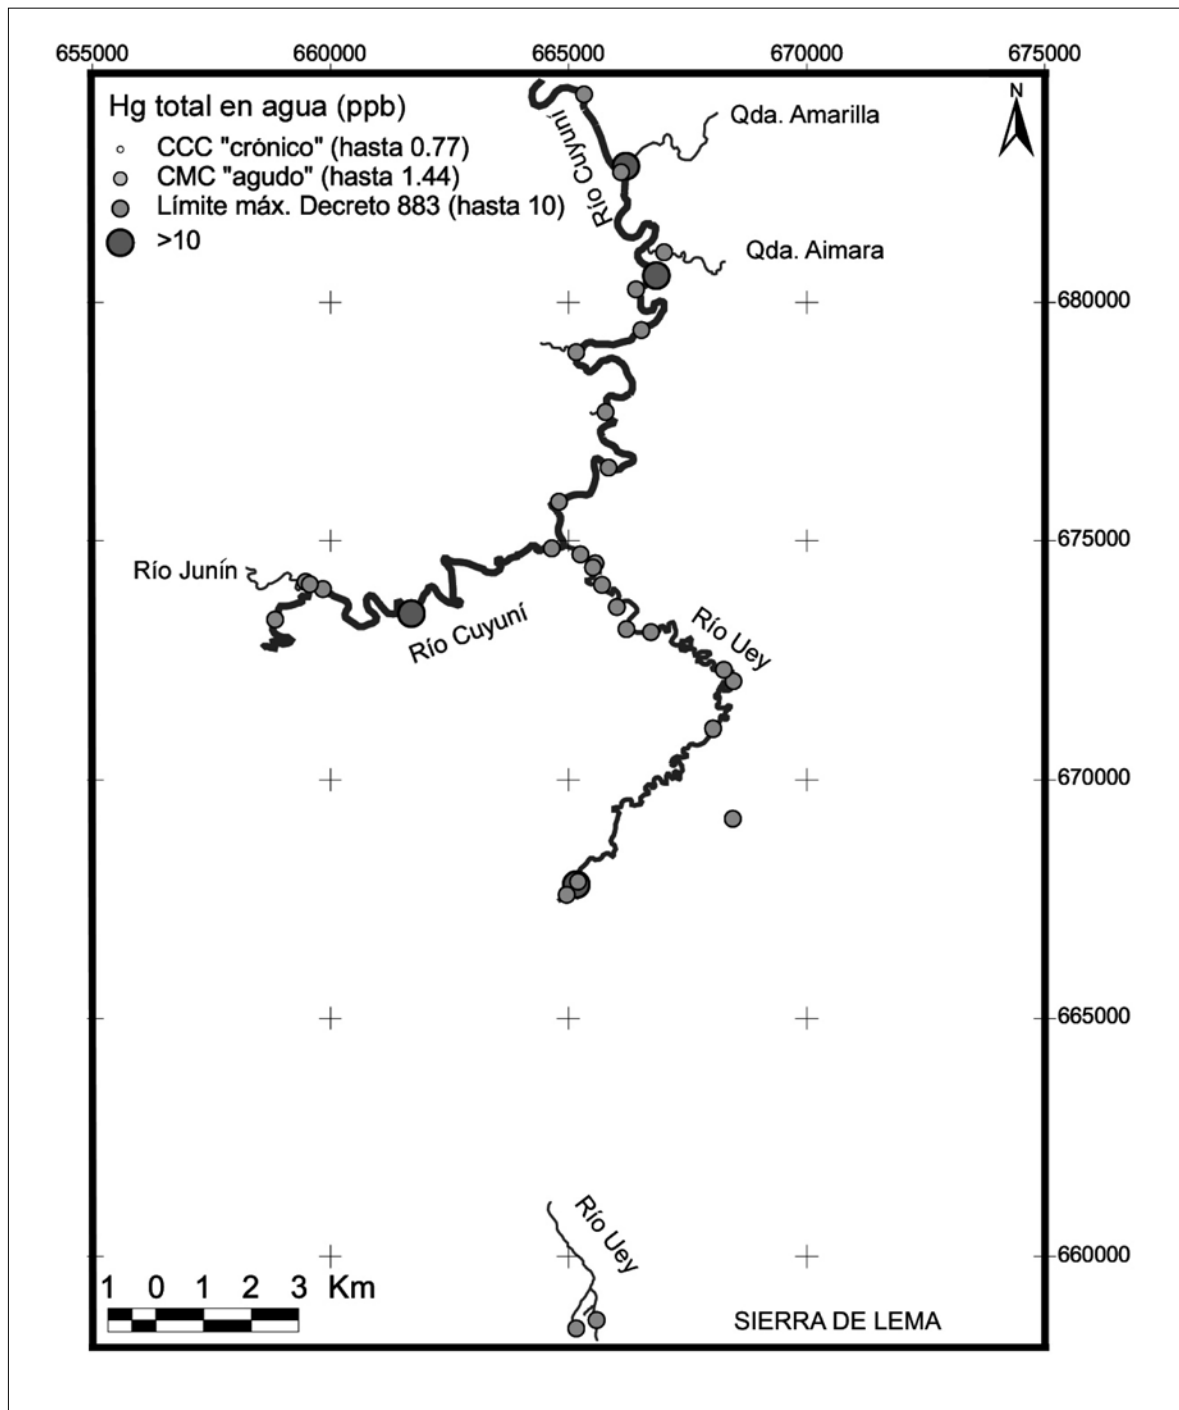 655000 660000 665000 670000 675000
Hg total en agua (ppb)
CCC "crónico" (hasta 0.77)
CMC "agudo" (hasta 1.44)
Límite máx. Decreto 883 (hasta 10)
>10
N
Qda. Amarilla
Río Cuyuní
Qda. Aimara
680000
675000
Río Junín
Río Cuyuní
Río Uey
670000
665000
Río Uey
660000
1 0 1 2 3 Km
SIERRA DE LEMA